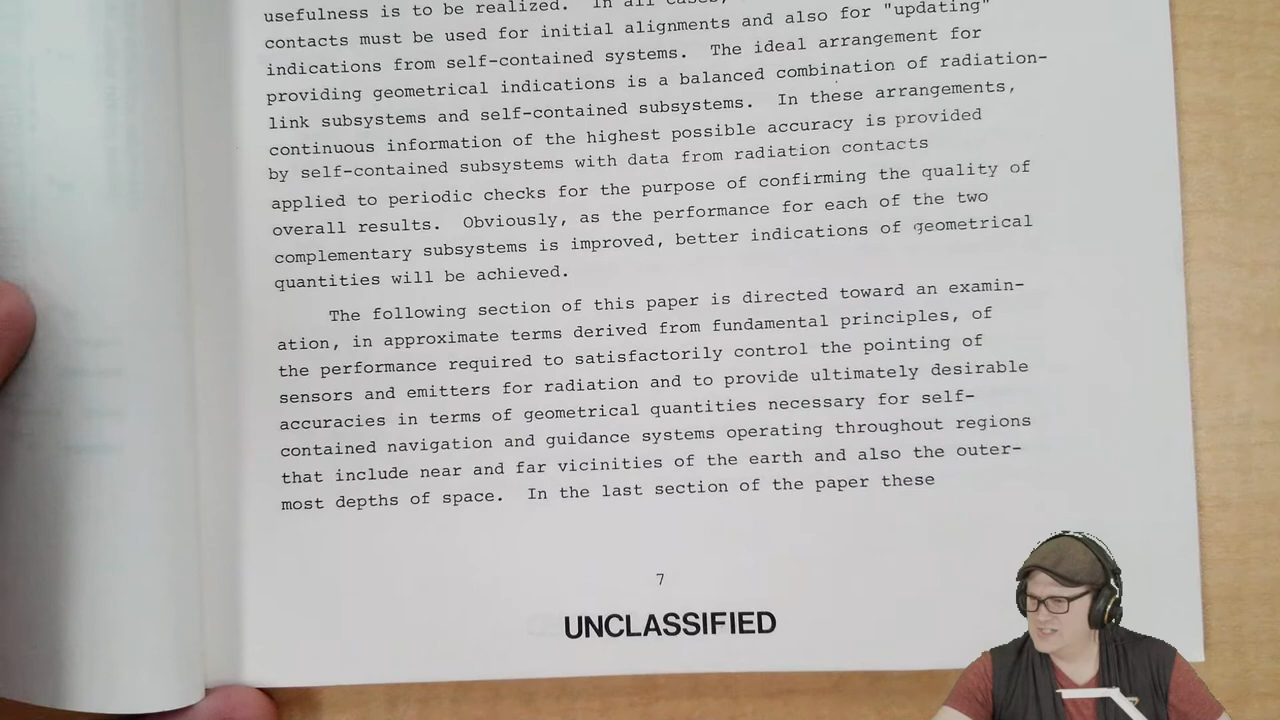 usefulness is to be realized. In all cases,
contacts must be used for initial alignments and also for "updating"
indications from self-contained systems. The ideal arrangement for
providing geometrical indications is a balanced combination of radiation-
link subsystems and self-contained subsystems. In these arrangements,
continuous information of the highest possible accuracy is provided
by self-contained subsystems with data from radiation contacts
applied to periodic checks for the purpose of confirming the quality of
overall results. Obviously, as the performance for each of the two
complementary subsystems is improved, better indications of geometrical
quantities will be achieved.
The following section of this paper is directed toward an examin-
ation, in approximate terms derived from fundamental principles, of
the performance required to satisfactorily control the pointing of
sensors and emitters for radiation and to provide ultimately desirable
accuracies in terms of geometrical quantities necessary for self-
contained navigation and guidance systems operating throughout regions
that include near and far vicinities of the earth and also the outer-
most depths of space. In the last section of the paper these
7
UNCLASSIFIED